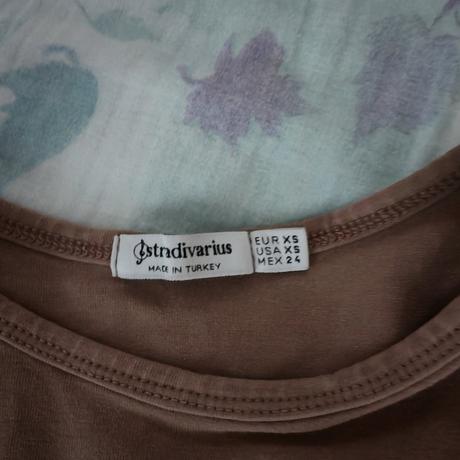 stradivarius
MADE IN TURKEY
EUR XS
USA XS
MEX 24